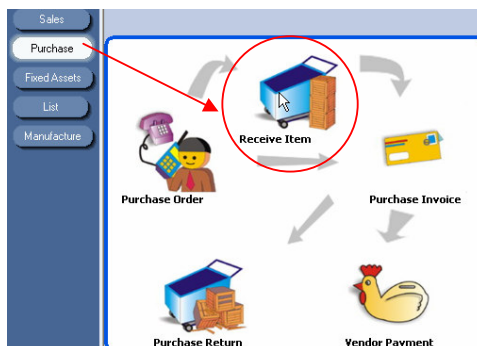 Sales
Purchase
Fixed Assets
List
Manufacture
Receive Item
Purchase Order
Purchase Invoice
Purchase Return
Vendor Payment